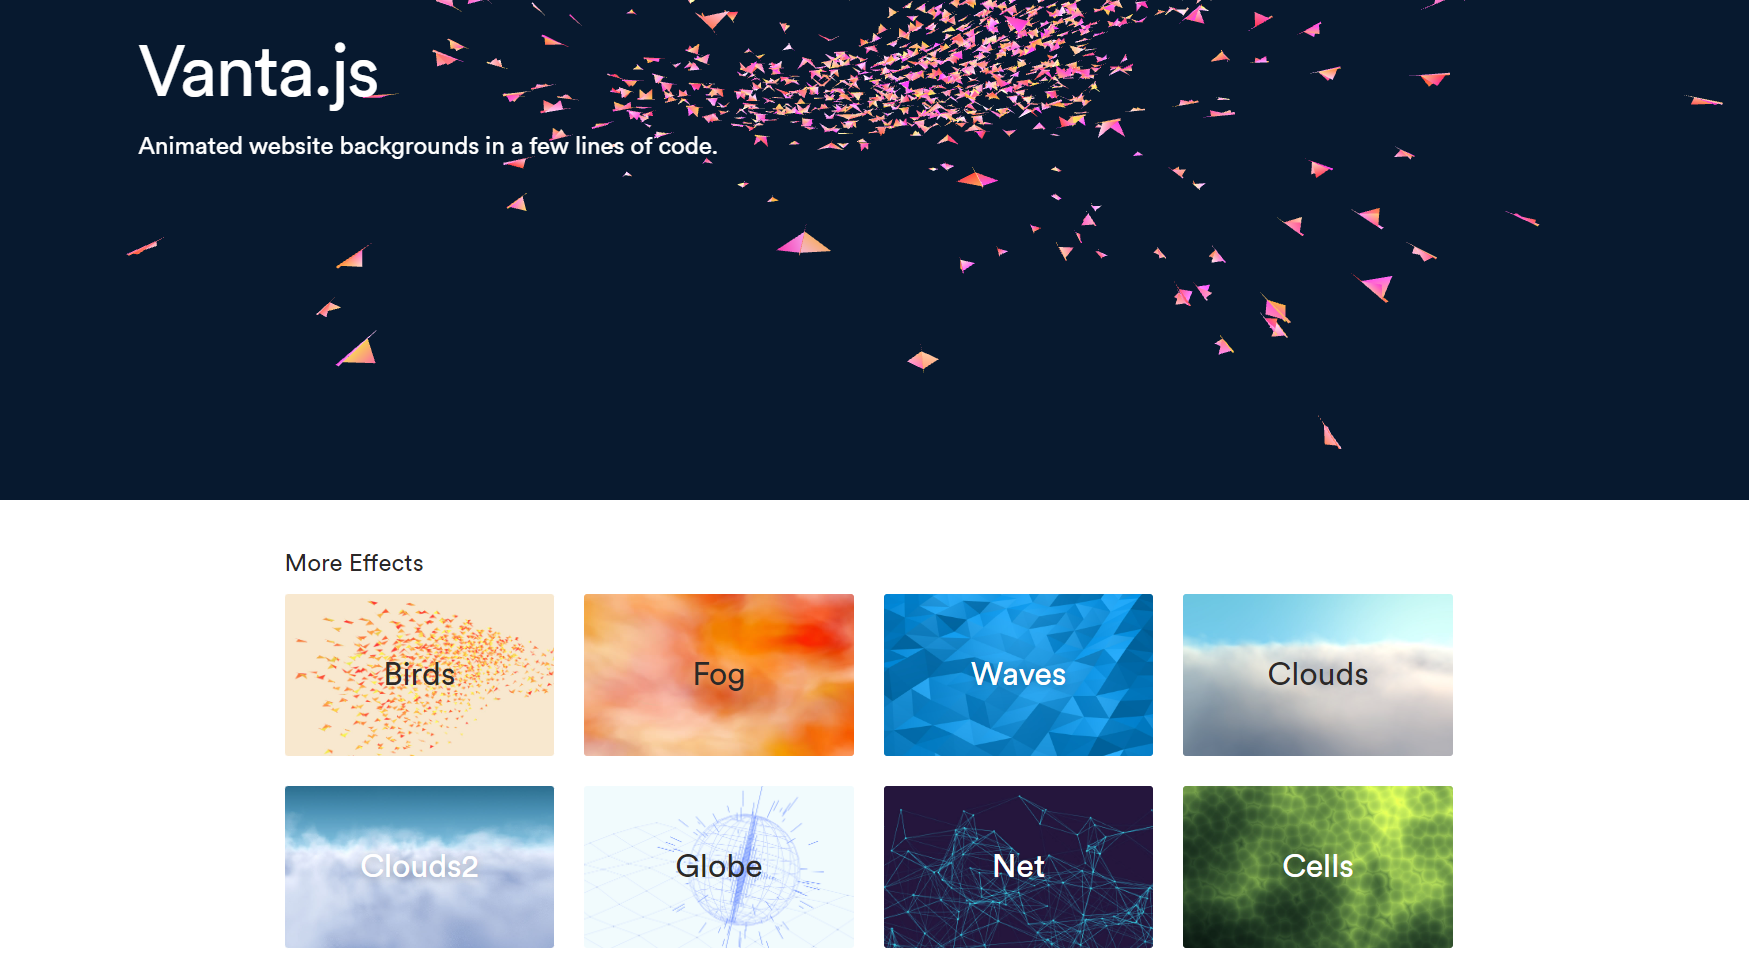 Vanta.js
Animated website backgrounds in a few lines of code.
More Effects
Birds
Fog
Waves
Clouds
Clouds2
Globe
Net
Cells